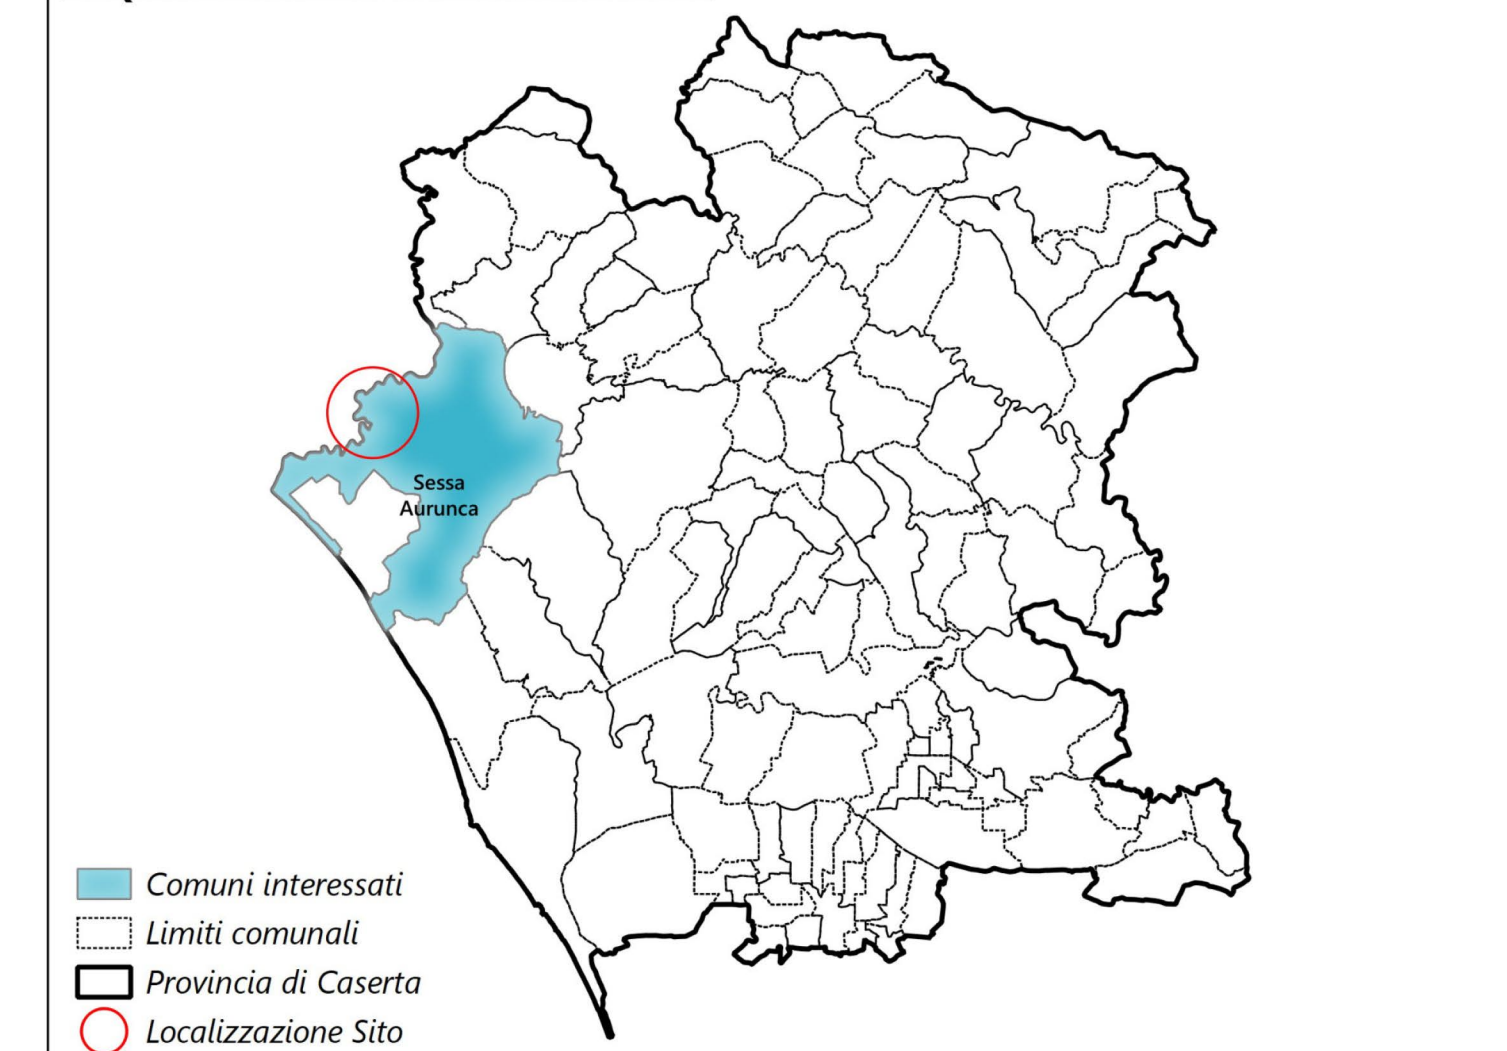 Sessa
Aurunca
Comuni interessati
Limiti comunali
Provincia di Caserta
Localizzazione Sito